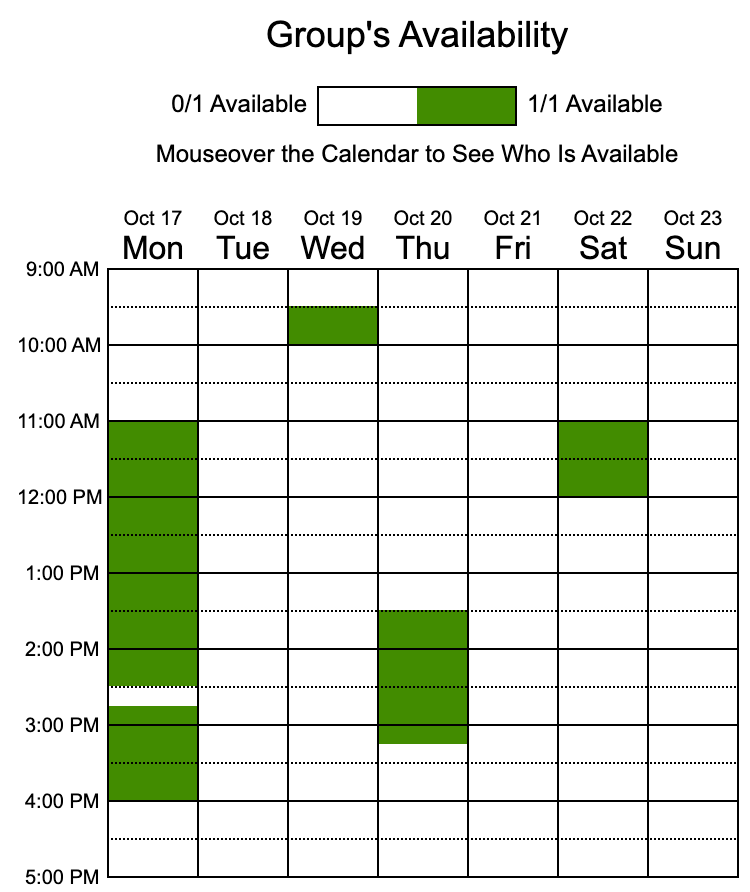 Group's Availability
0/1 Available 1/1 Available
Mouseover the Calendar to See Who Is Available
Oct 17 Oct 18 Oct 19 Oct 20 Oct 21 Oct 22 Oct 23
Mon Tue Wed Thu Fri Sat Sun
9:00 AM
10:00 AM
11:00 AM
12:00 PM
1:00 PM
2:00 PM
3:00 PM
4:00 PM
5:00 PM